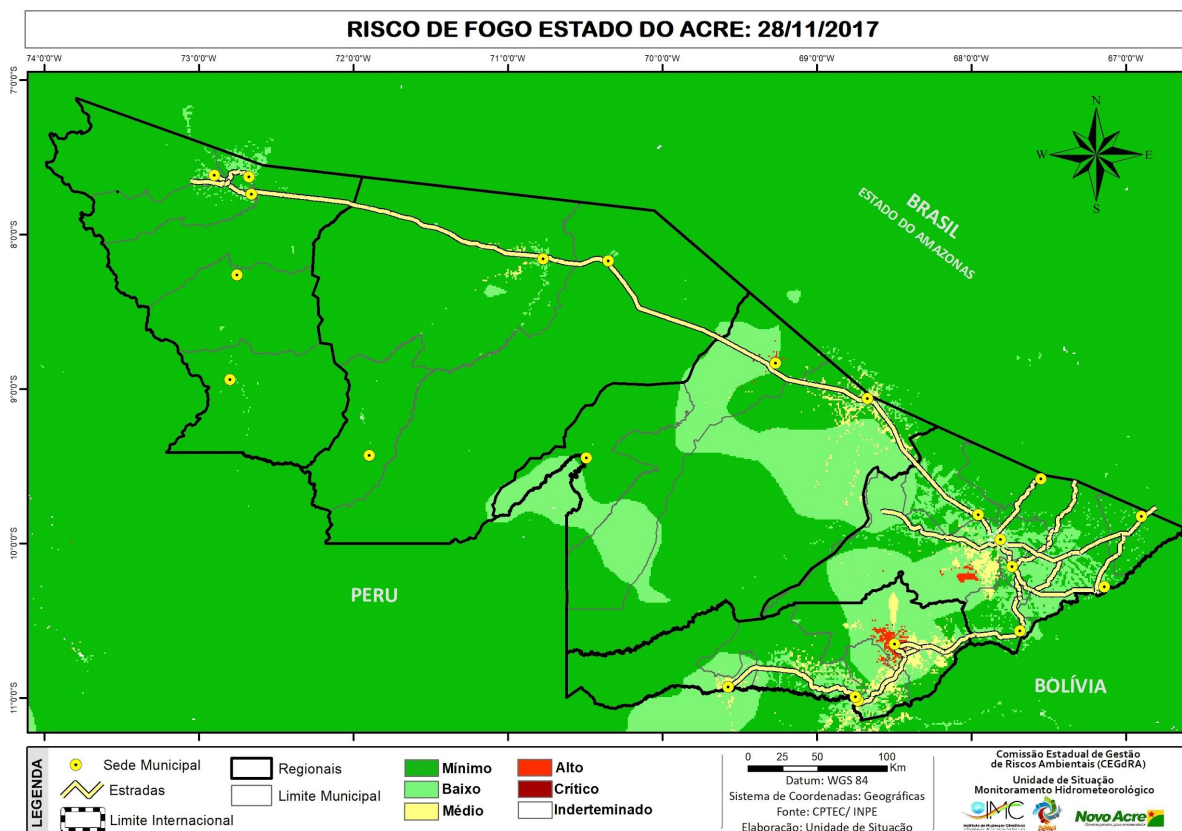 RISCO DE FOGO ESTADO DO ACRE: 28/11/2017
74°0'0"W 73°0'0"W 72°0'0"W 71°0'0"W 70°0'0"W 69°0'0"W 68°0'0"W 67°0'0"W
7°0'0"S
8°0'0"S
9°0'0"S
10°0'0"S
11°0'0"S
N
W E
S
BRASIL
ESTADO DO AMAZONAS
PERU
BOLÍVIA
LEGENDA
Sede Municipal
Estradas
Limite Internacional
Regionais
Limite Municipal
Mínimo
Baixo
Médio
Alto
Crítico
Inderteminado
0 25 50 100
Km
Datum: WGS 84
Sistema de Coordenadas: Geográficas
Fonte: CPTEC/ INPE
Elaboração: Unidade de Situação
Comissão Estadual de Gestão
de Riscos Ambientais (CEGdRA)
Unidade de Situação
Monitoramento Hidrometeorológico
IMC
Novo Acre